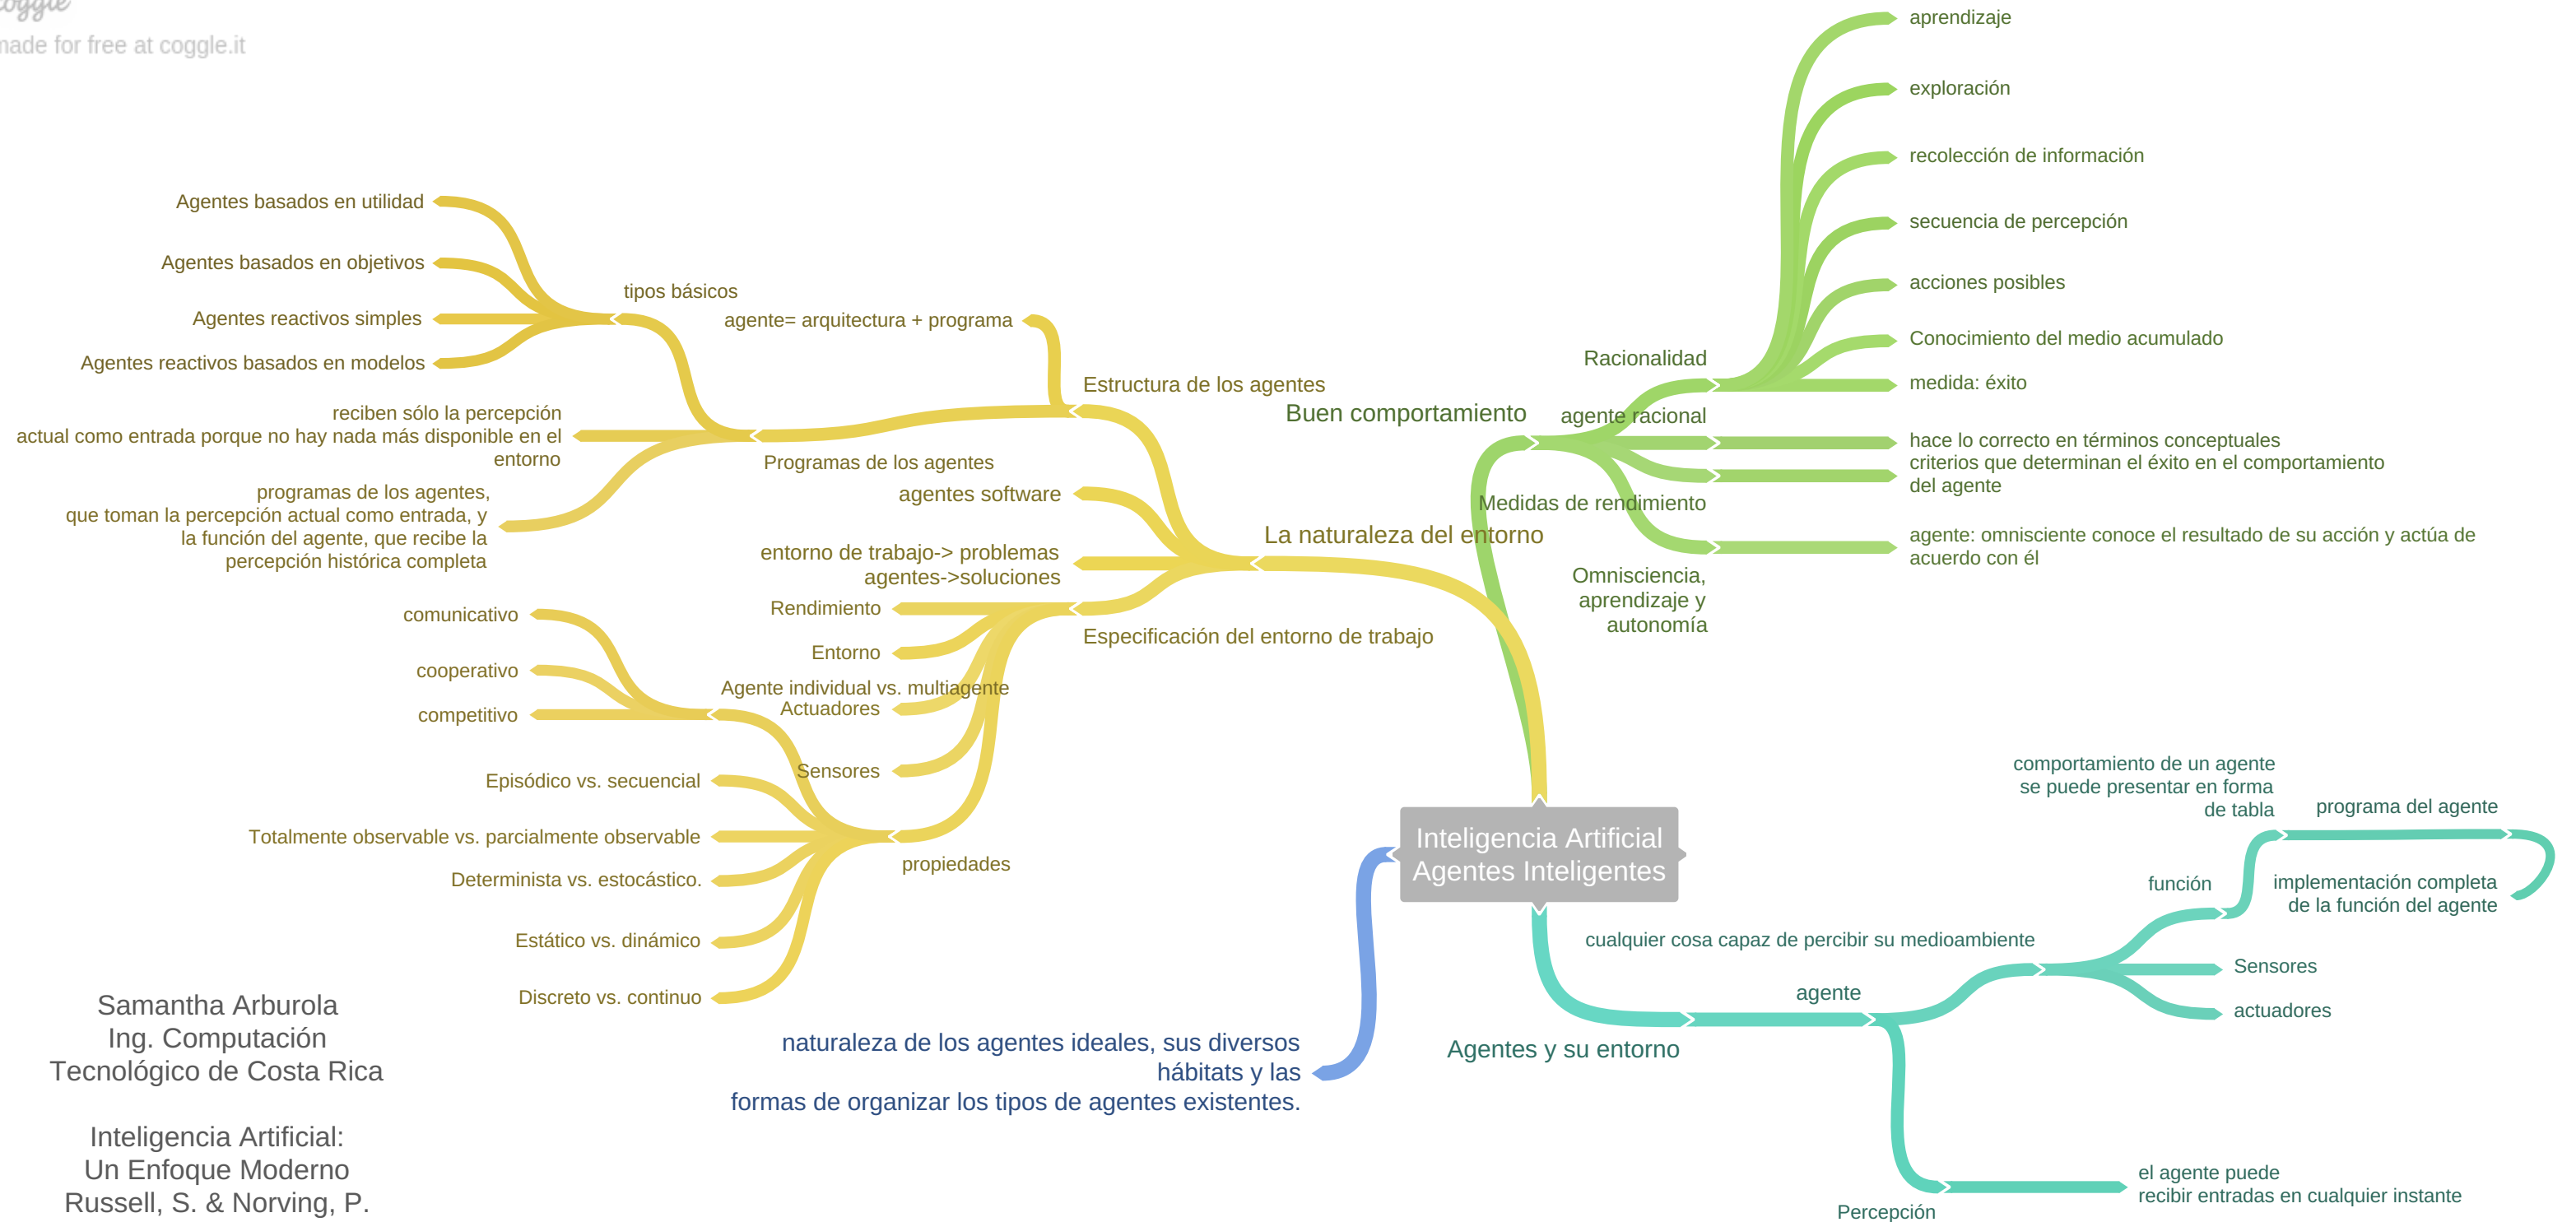 coggle
made for free at coggle.it
aprendizaje
exploración
recolección de información
secuencia de percepción
acciones posibles
Conocimiento del medio acumulado
medida: éxito
Racionalidad
Buen comportamiento
agente racional
hace lo correcto en términos conceptuales
criterios que determinan el éxito en el comportamiento
del agente
Medidas de rendimiento
agente: omnisciente conoce el resultado de su acción y actúa de
acuerdo con él
Omnisciencia,
aprendizaje y
autonomía
Agentes basados en utilidad
Agentes basados en objetivos
Agentes reactivos simples
Agentes reactivos basados en modelos
tipos básicos
agente= arquitectura + programa
Estructura de los agentes
reciben sólo la percepción
actual como entrada porque no hay nada más disponible en el
entorno
Programas de los agentes
programas de los agentes,
que toman la percepción actual como entrada, y
la función del agente, que recibe la
percepción histórica completa
agentes software
La naturaleza del entorno
entorno de trabajo-> problemas
agentes->soluciones
Rendimiento
Especificación del entorno de trabajo
Entorno
Agente individual vs. multiagente
Actuadores
Sensores
comunicativo
cooperativo
competitivo
Episódico vs. secuencial
Totalmente observable vs. parcialmente observable
propiedades
Determinista vs. estocástico.
Estático vs. dinámico
Discreto vs. continuo
Inteligencia Artificial
Agentes Inteligentes
comportamiento de un agente
se puede presentar en forma
de tabla
programa del agente
función
implementación completa
de la función del agente
cualquier cosa capaz de percibir su medioambiente
Sensores
actuadores
agente
Agentes y su entorno
el agente puede
recibir entradas en cualquier instante
Percepción
naturaleza de los agentes ideales, sus diversos
hábitats y las
formas de organizar los tipos de agentes existentes.
Samantha Arburola
Ing. Computación
Tecnológico de Costa Rica
Inteligencia Artificial:
Un Enfoque Moderno
Russell, S. & Norving, P.